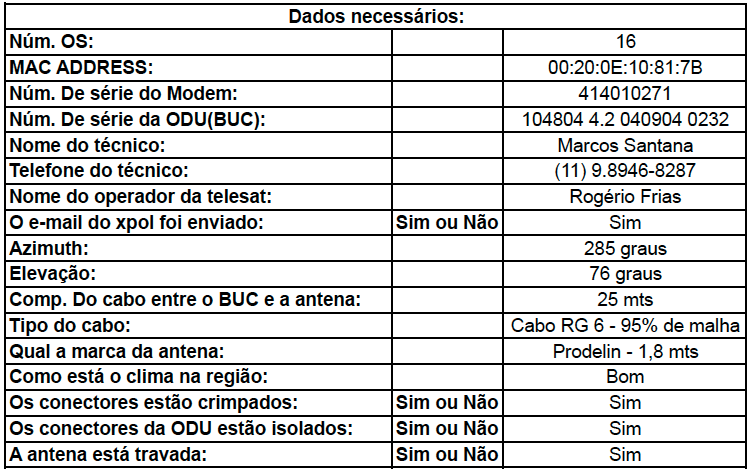 Dados necessários:
Núm. OS: 16
MAC ADDRESS: 00:20:0E:10:81:7B
Núm. De série do Modem: 414010271
Núm. De série da ODU(BUC): 104804 4.2 040904 0232
Nome do técnico: Marcos Santana
Telefone do técnico: (11) 9.8946-8287
Nome do operador da telesat: Rogério Frias
O e-mail do xpol foi enviado: Sim ou Não Sim
Azimuth: 285 graus
Elevação: 76 graus
Comp. Do cabo entre o BUC e a antena: 25 mts
Tipo do cabo: Cabo RG 6 - 95% de malha
Qual a marca da antena: Prodelin - 1,8 mts
Como está o clima na região: Bom
Os conectores estão crimpados: Sim ou Não Sim
Os conectores da ODU estão isolados: Sim ou Não Sim
A antena está travada: Sim ou Não Sim